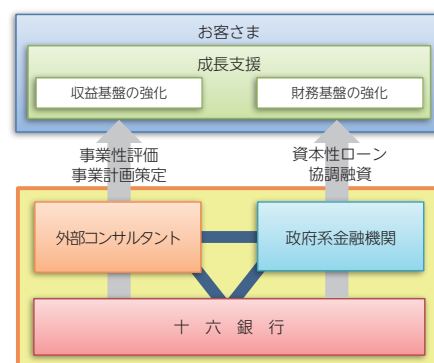 お客さま
成長支援
収益基盤の強化
財務基盤の強化
事業性評価
事業計画策定
資本性ローン
協調融資
外部コンサルタント
政府系金融機関
十六銀行